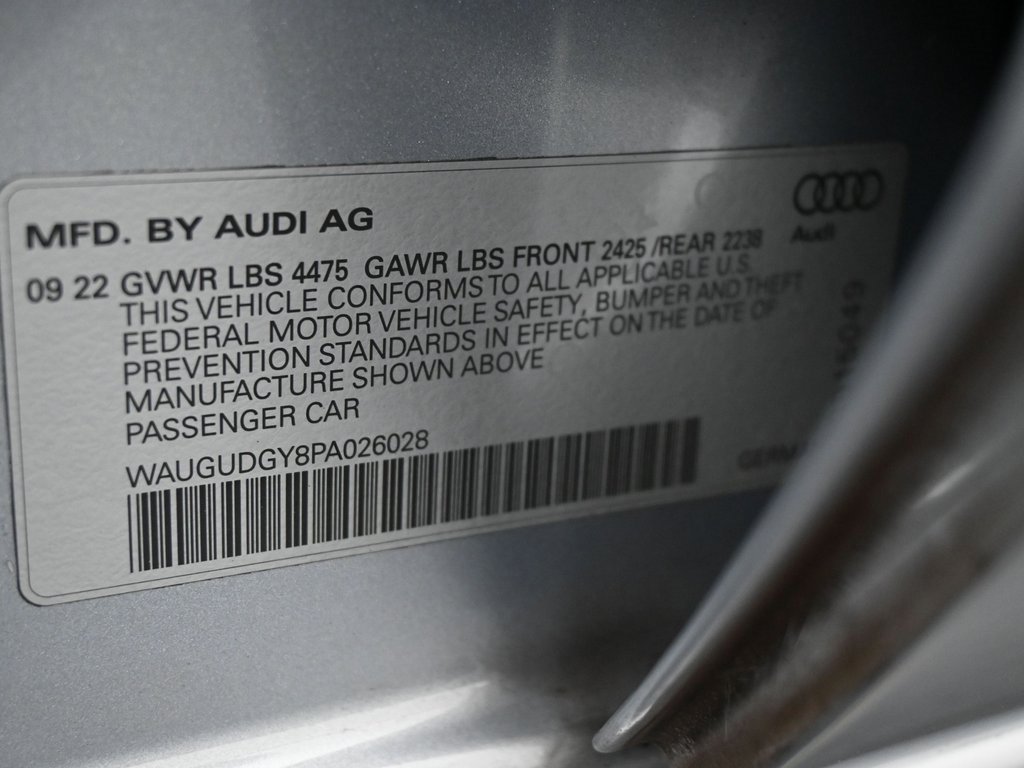 MFD. BY AUDI AG
Audi
09 22 GVWR LBS 4475 GAWR LBS FRONT 2425 /REAR 2238
THIS VEHICLE CONFORMS TO ALL APPLICABLE U.S.
FEDERAL MOTOR VEHICLE SAFETY, BUMPER AND THEFT
PREVENTION STANDARDS IN EFFECT ON THE DATE OF
MANUFACTURE SHOWN ABOVE
PASSENGER CAR
WAUGUDGY8PA026028